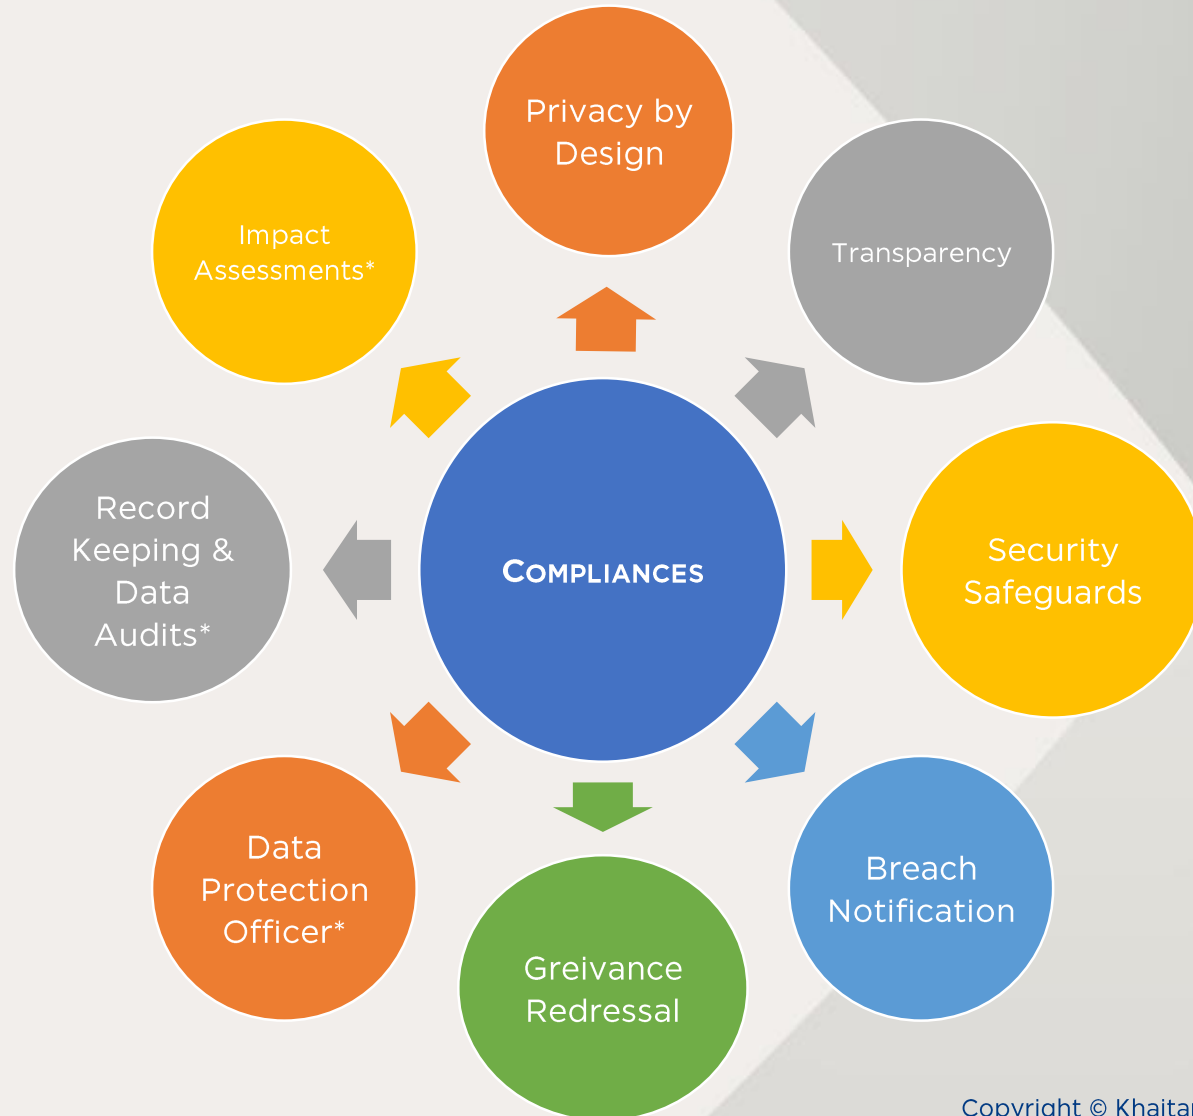 Privacy by
Design
Transparency
Security
Safeguards
Breach
Notification
Greivance
Redressal
Data
Protection
Officer*
Record
Keeping &
Data
Audits*
Impact
Assessments*
COMPLIANCES
Copyright © Khaitan